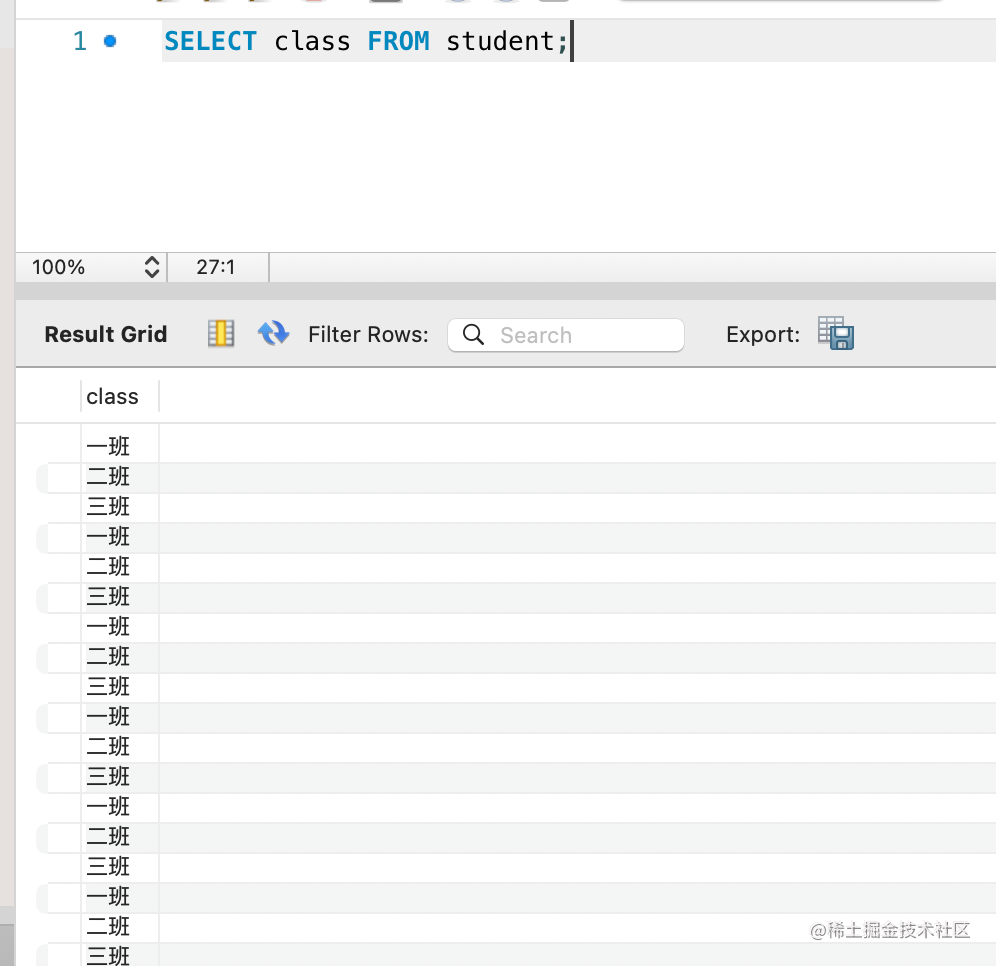 1 SELECT class FROM student;
100% 27:1
Result Grid Filter Rows: Search Export:
class
一班
二班
三班
一班
二班
三班
一班
二班
三班
一班
二班
三班
一班
二班
三班
一班
二班
三班
@稀土掘金技术社区